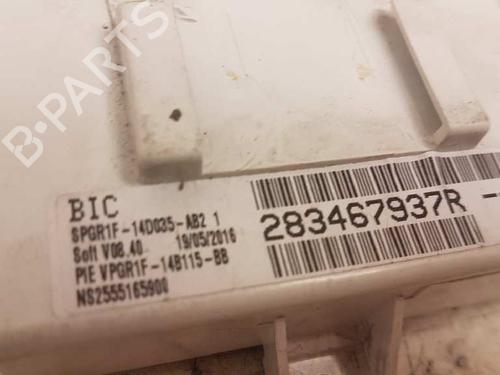 B-PARTS
BIC
SPGR1F-14D035-AB2 1
Soft V08.40 19/05/2016
PIE VPGR1F-14B115-BB
NS2555165900
283467937R -